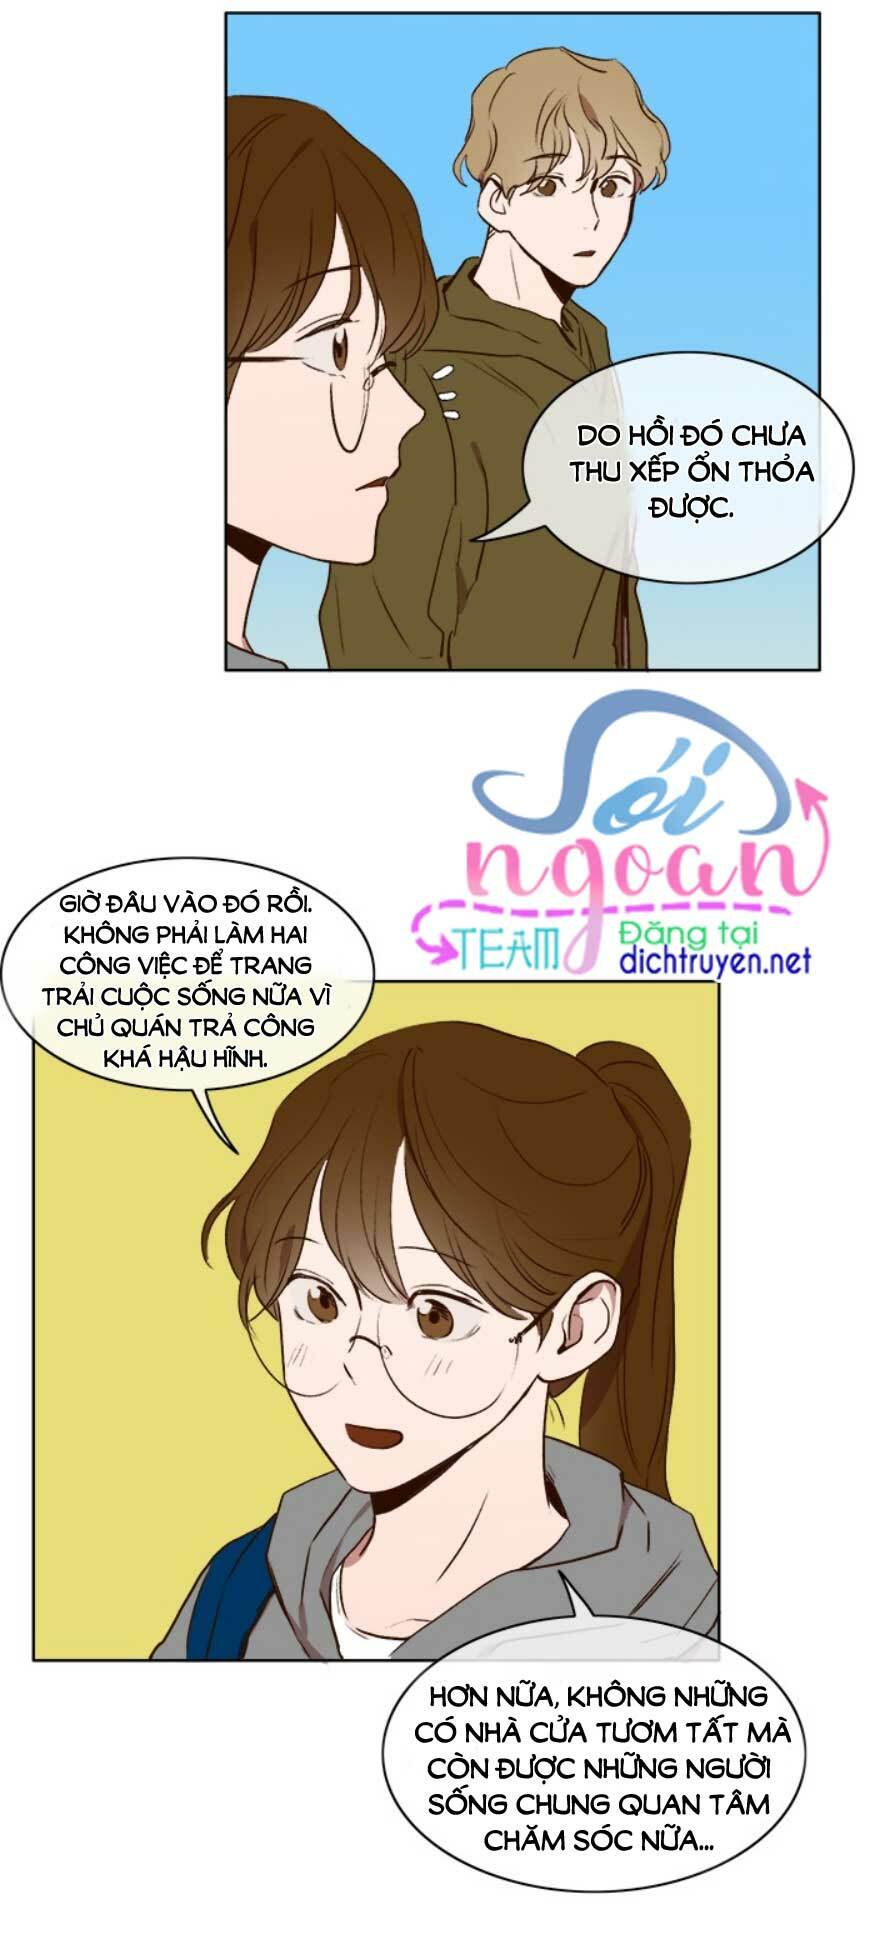 DO HỒI ĐÓ CHƯA
THU XẾP ỔN THỎA
ĐƯỢC.
Sói
ngoan
TEAM
Đăng tại
dichtruyen.net
GIỜ ĐÂU VÀO ĐÓ RỒI.
KHÔNG PHẢI LÀM HAI
CÔNG VIỆC ĐỂ TRANG
TRẢI CUỘC SỐNG NỮA VÌ
CHỦ QUÁN TRẢ CÔNG
KHÁ HẬU HĨNH.
HƠN NỮA, KHÔNG NHỮNG
CÓ NHÀ CỬA TƯƠM TẤT MÀ
CÒN ĐƯỢC NHỮNG NGƯỜI
SỐNG CHUNG QUAN TÂM
CHĂM SÓC NỮA...